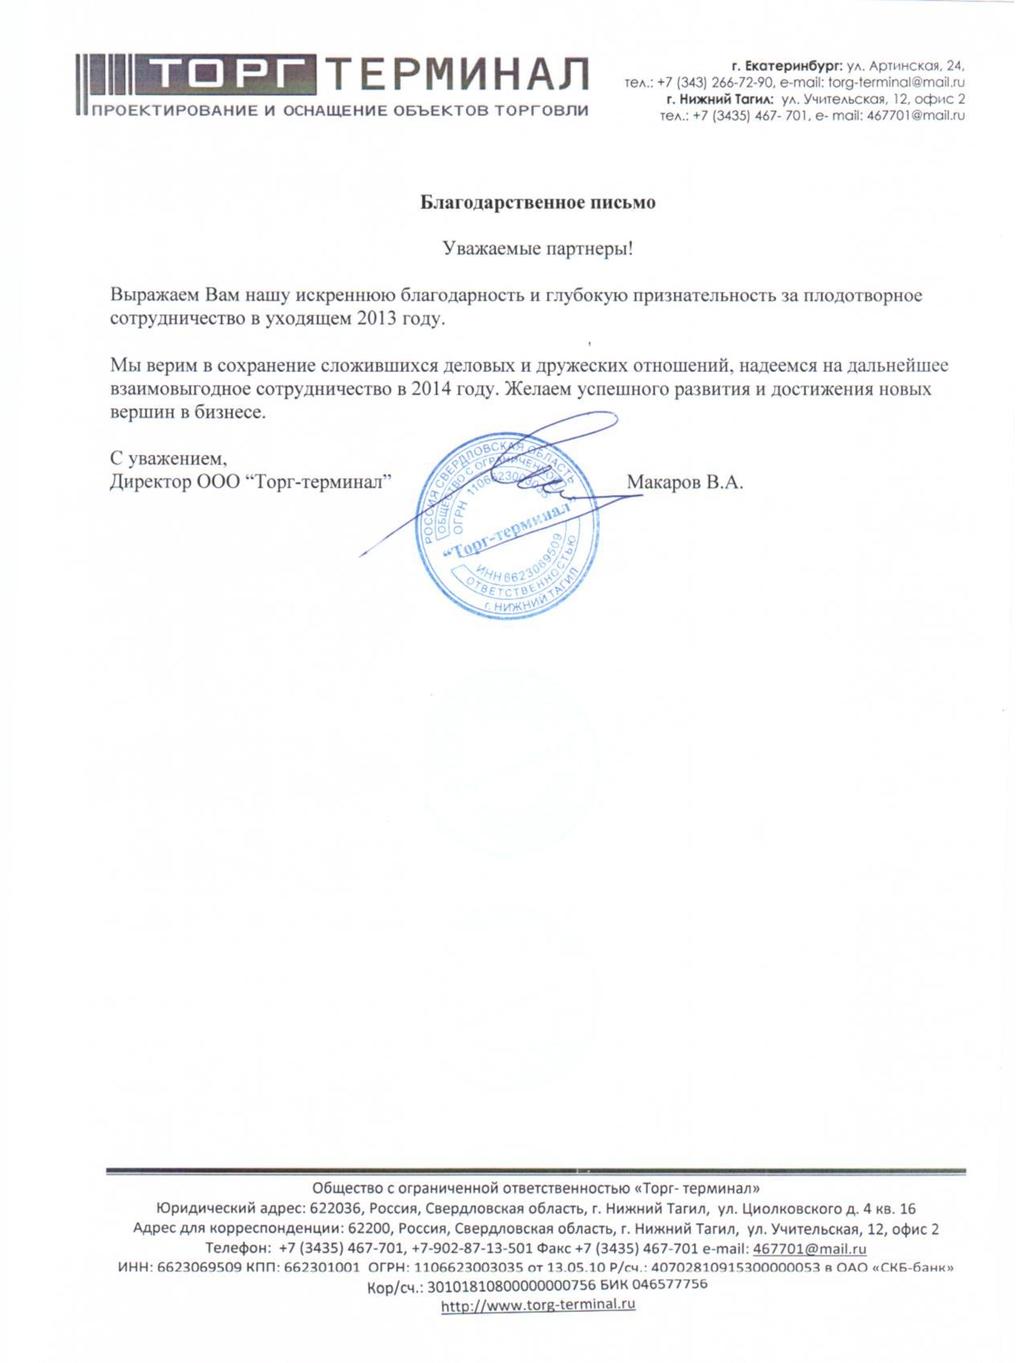 ТОРГ ТЕРМИНАЛ
ПРОЕКТИРОВАНИЕ И ОСНАЩЕНИЕ ОБЪЕКТОВ ТОРГОВЛИ
г. Екатеринбург: ул. Артинская, 24,
тел.: +7 (343) 266-72-90, e-mail: torg-terminal@mail.ru
г. Нижний Тагил: ул. Учительская, 12, офис 2
тел.: +7 (3435) 467- 701, e- mail: 467701@mail.ru
Благодарственное письмо
Уважаемые партнеры!
Выражаем Вам нашу искреннюю благодарность и глубокую признательность за плодотворное
сотрудничество в уходящем 2013 году.
Мы верим в сохранение сложившихся деловых и дружеских отношений, надеемся на дальнейшее
взаимовыгодное сотрудничество в 2014 году. Желаем успешного развития и достижения новых
вершин в бизнесе.
С уважением,
Директор ООО “Торг-терминал”
Макаров В.А.
РОССИЯ СВЕРДЛОВСКАЯ ОБЛАСТЬ
ОБЩЕСТВО С ОГРАНИЧЕННОЙ
ОГРН 1106623003035
“Торг-терминал”
ИНН 6623069509
ОТВЕТСТВЕННОСТЬЮ
г. НИЖНИЙ ТАГИЛ
Общество с ограниченной ответственностью «Торг- терминал»
Юридический адрес: 622036, Россия, Свердловская область, г. Нижний Тагил, ул. Циолковского д. 4 кв. 16
Адрес для корреспонденции: 62200, Россия, Свердловская область, г. Нижний Тагил, ул. Учительская, 12, офис 2
Телефон: +7 (3435) 467-701, +7-902-87-13-501 Факс +7 (3435) 467-701 e-mail: 467701@mail.ru
ИНН: 6623069509 КПП: 662301001 ОГРН: 1106623003035 от 13.05.10 Р/сч.: 40702810915300000053 в ОАО «СКБ-банк»
Кор/сч.: 30101810800000000756 БИК 046577756
http://www.torg-terminal.ru